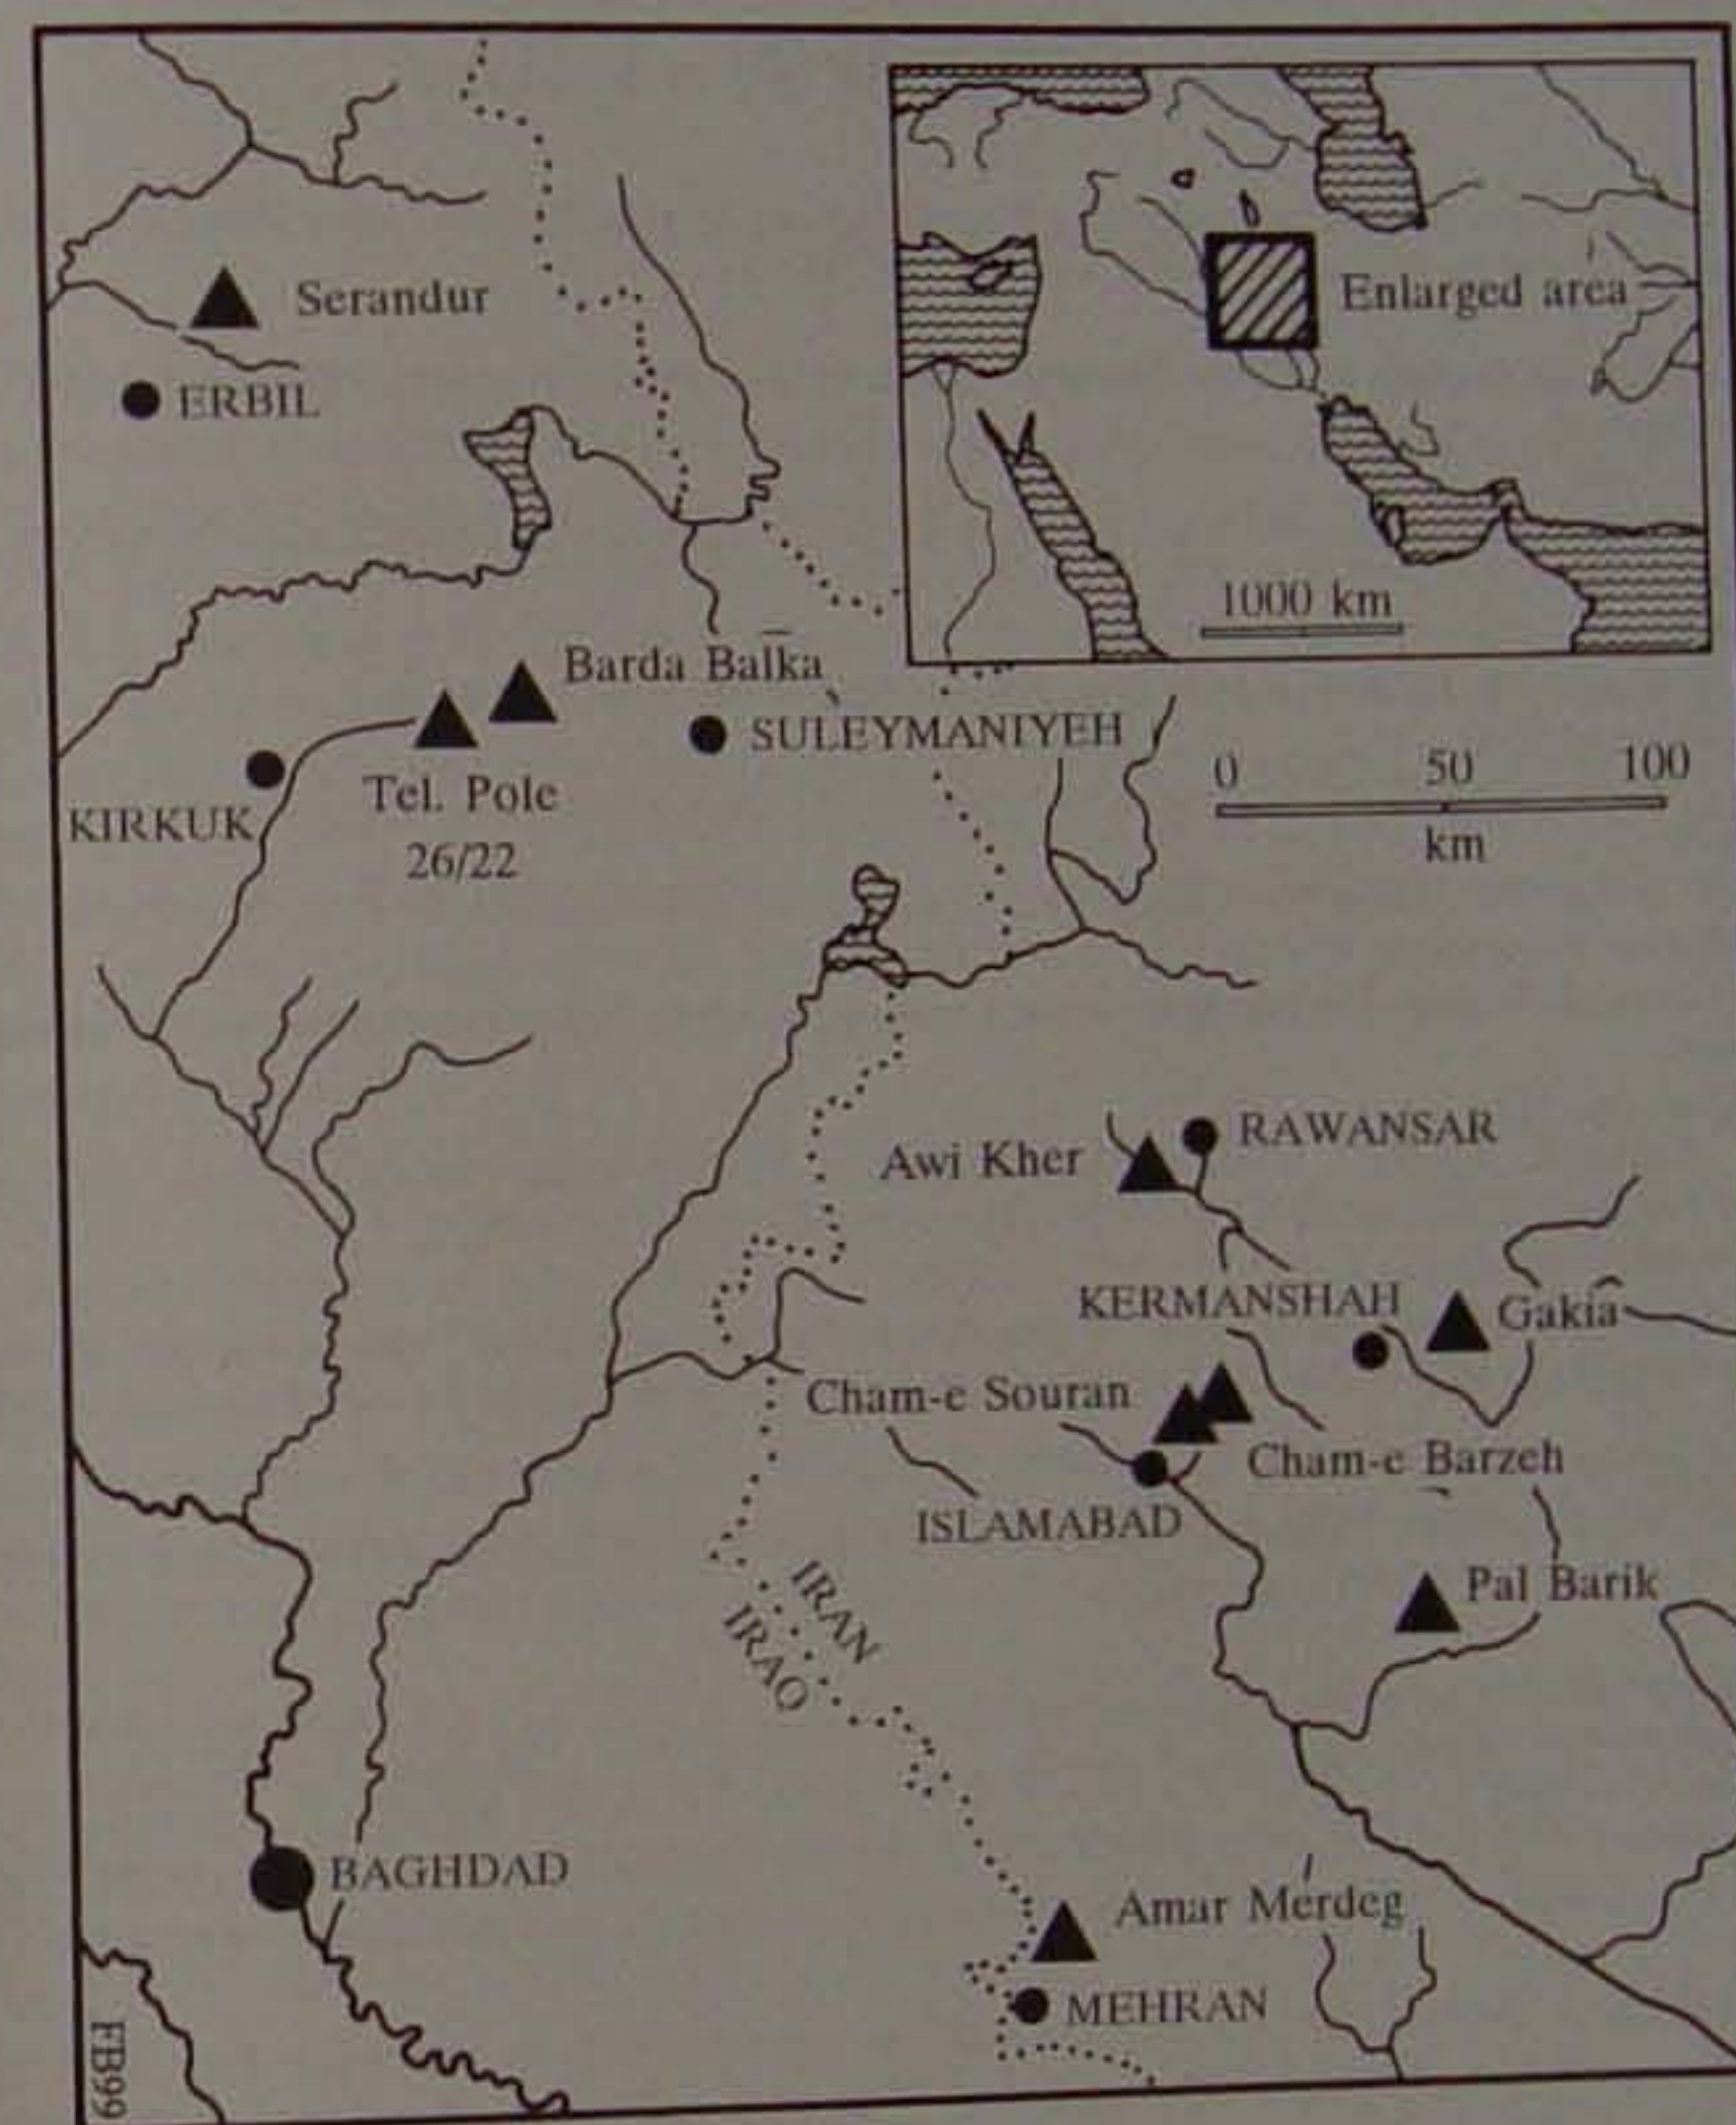 Serandur
Enlarged area
ERBIL
1000 km
Barda Balka
SULEYMANIYEH
0 50 100
km
KIRKUK
Tel. Pole
26/22
RAWANSAR
Awi Kher
KERMANSHAH
Gakia
Cham-e Souran
Cham-e Barzeh
ISLAMABAD
IRAN
IRAQ
Pal Barik
BAGHDAD
Amar Merdeg
MEHRAN
FB99